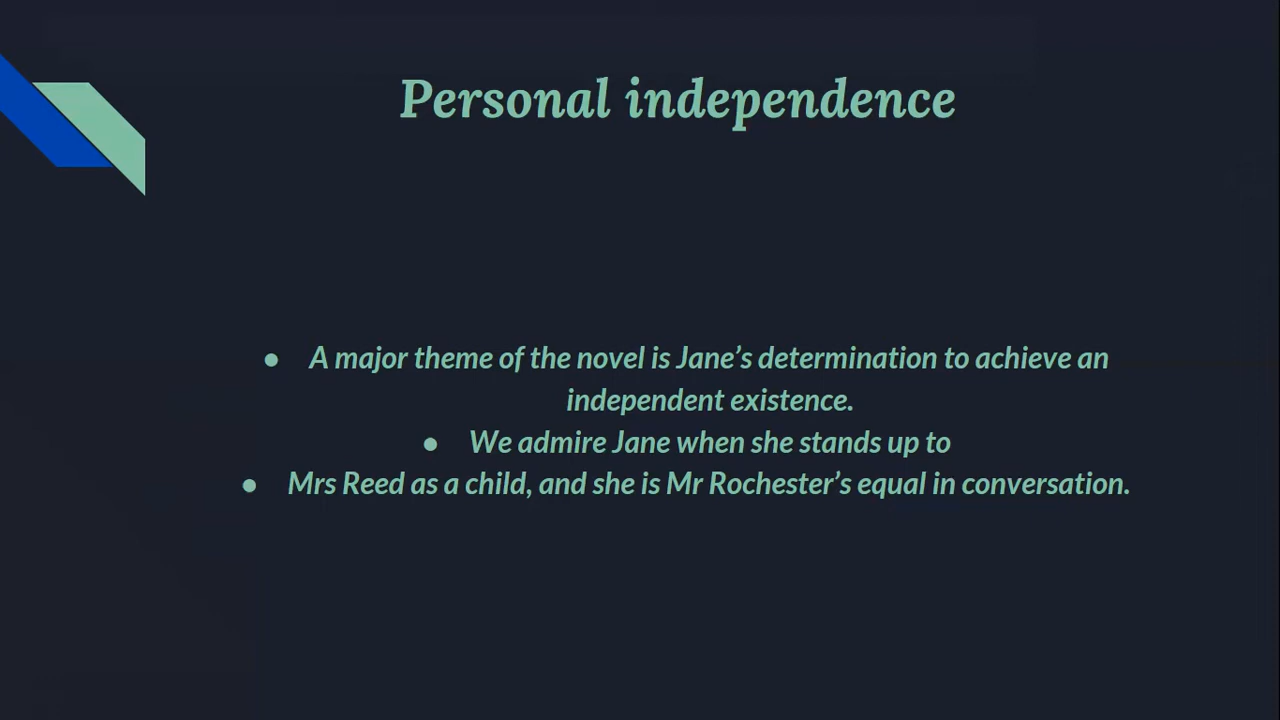 Personal independence
● A major theme of the novel is Jane’s determination to achieve an
independent existence.
● We admire Jane when she stands up to
● Mrs Reed as a child, and she is Mr Rochester’s equal in conversation.